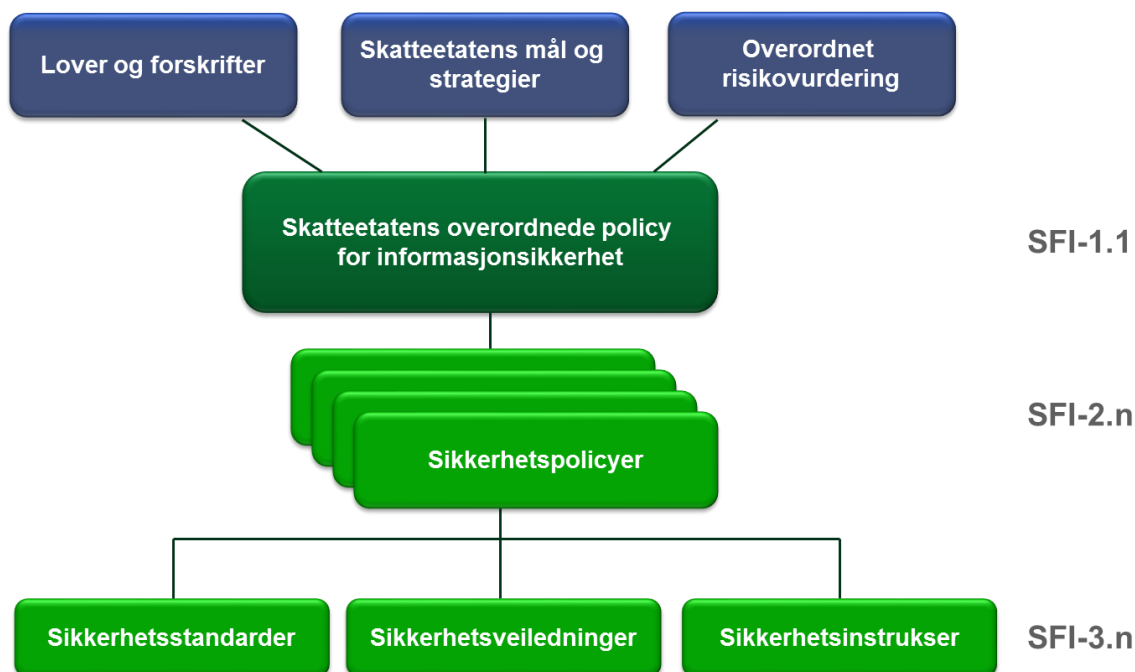 Lover og forskrifter
Skatteetatens mål og
strategier
Overordnet
risikovurdering
Skatteetatens overordnede policy
for informasjonsikkerhet
SFI-1.1
SFI-2.n
Sikkerhetspolicyer
Sikkerhetsstandarder
Sikkerhetsveiledninger
Sikkerhetsinstrukser
SFI-3.n